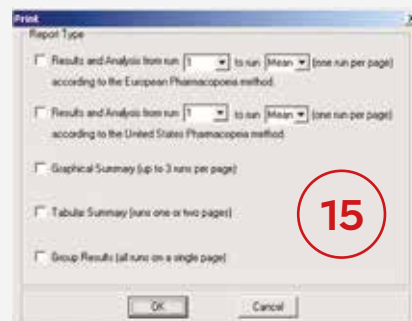 Print
Report Type
Results and Analysis from run 1 to run Mean (one run per page)
according to the European Pharmacopoeia method.
Results and Analysis from run 1 to run Mean (one run per page)
according to the United States Pharmacopeia method.
Graphical Summary (up to 3 runs per page)
Tabular Summary (runs one or two pages)
Group Results (all runs on a single page)
15
OK
Cancel